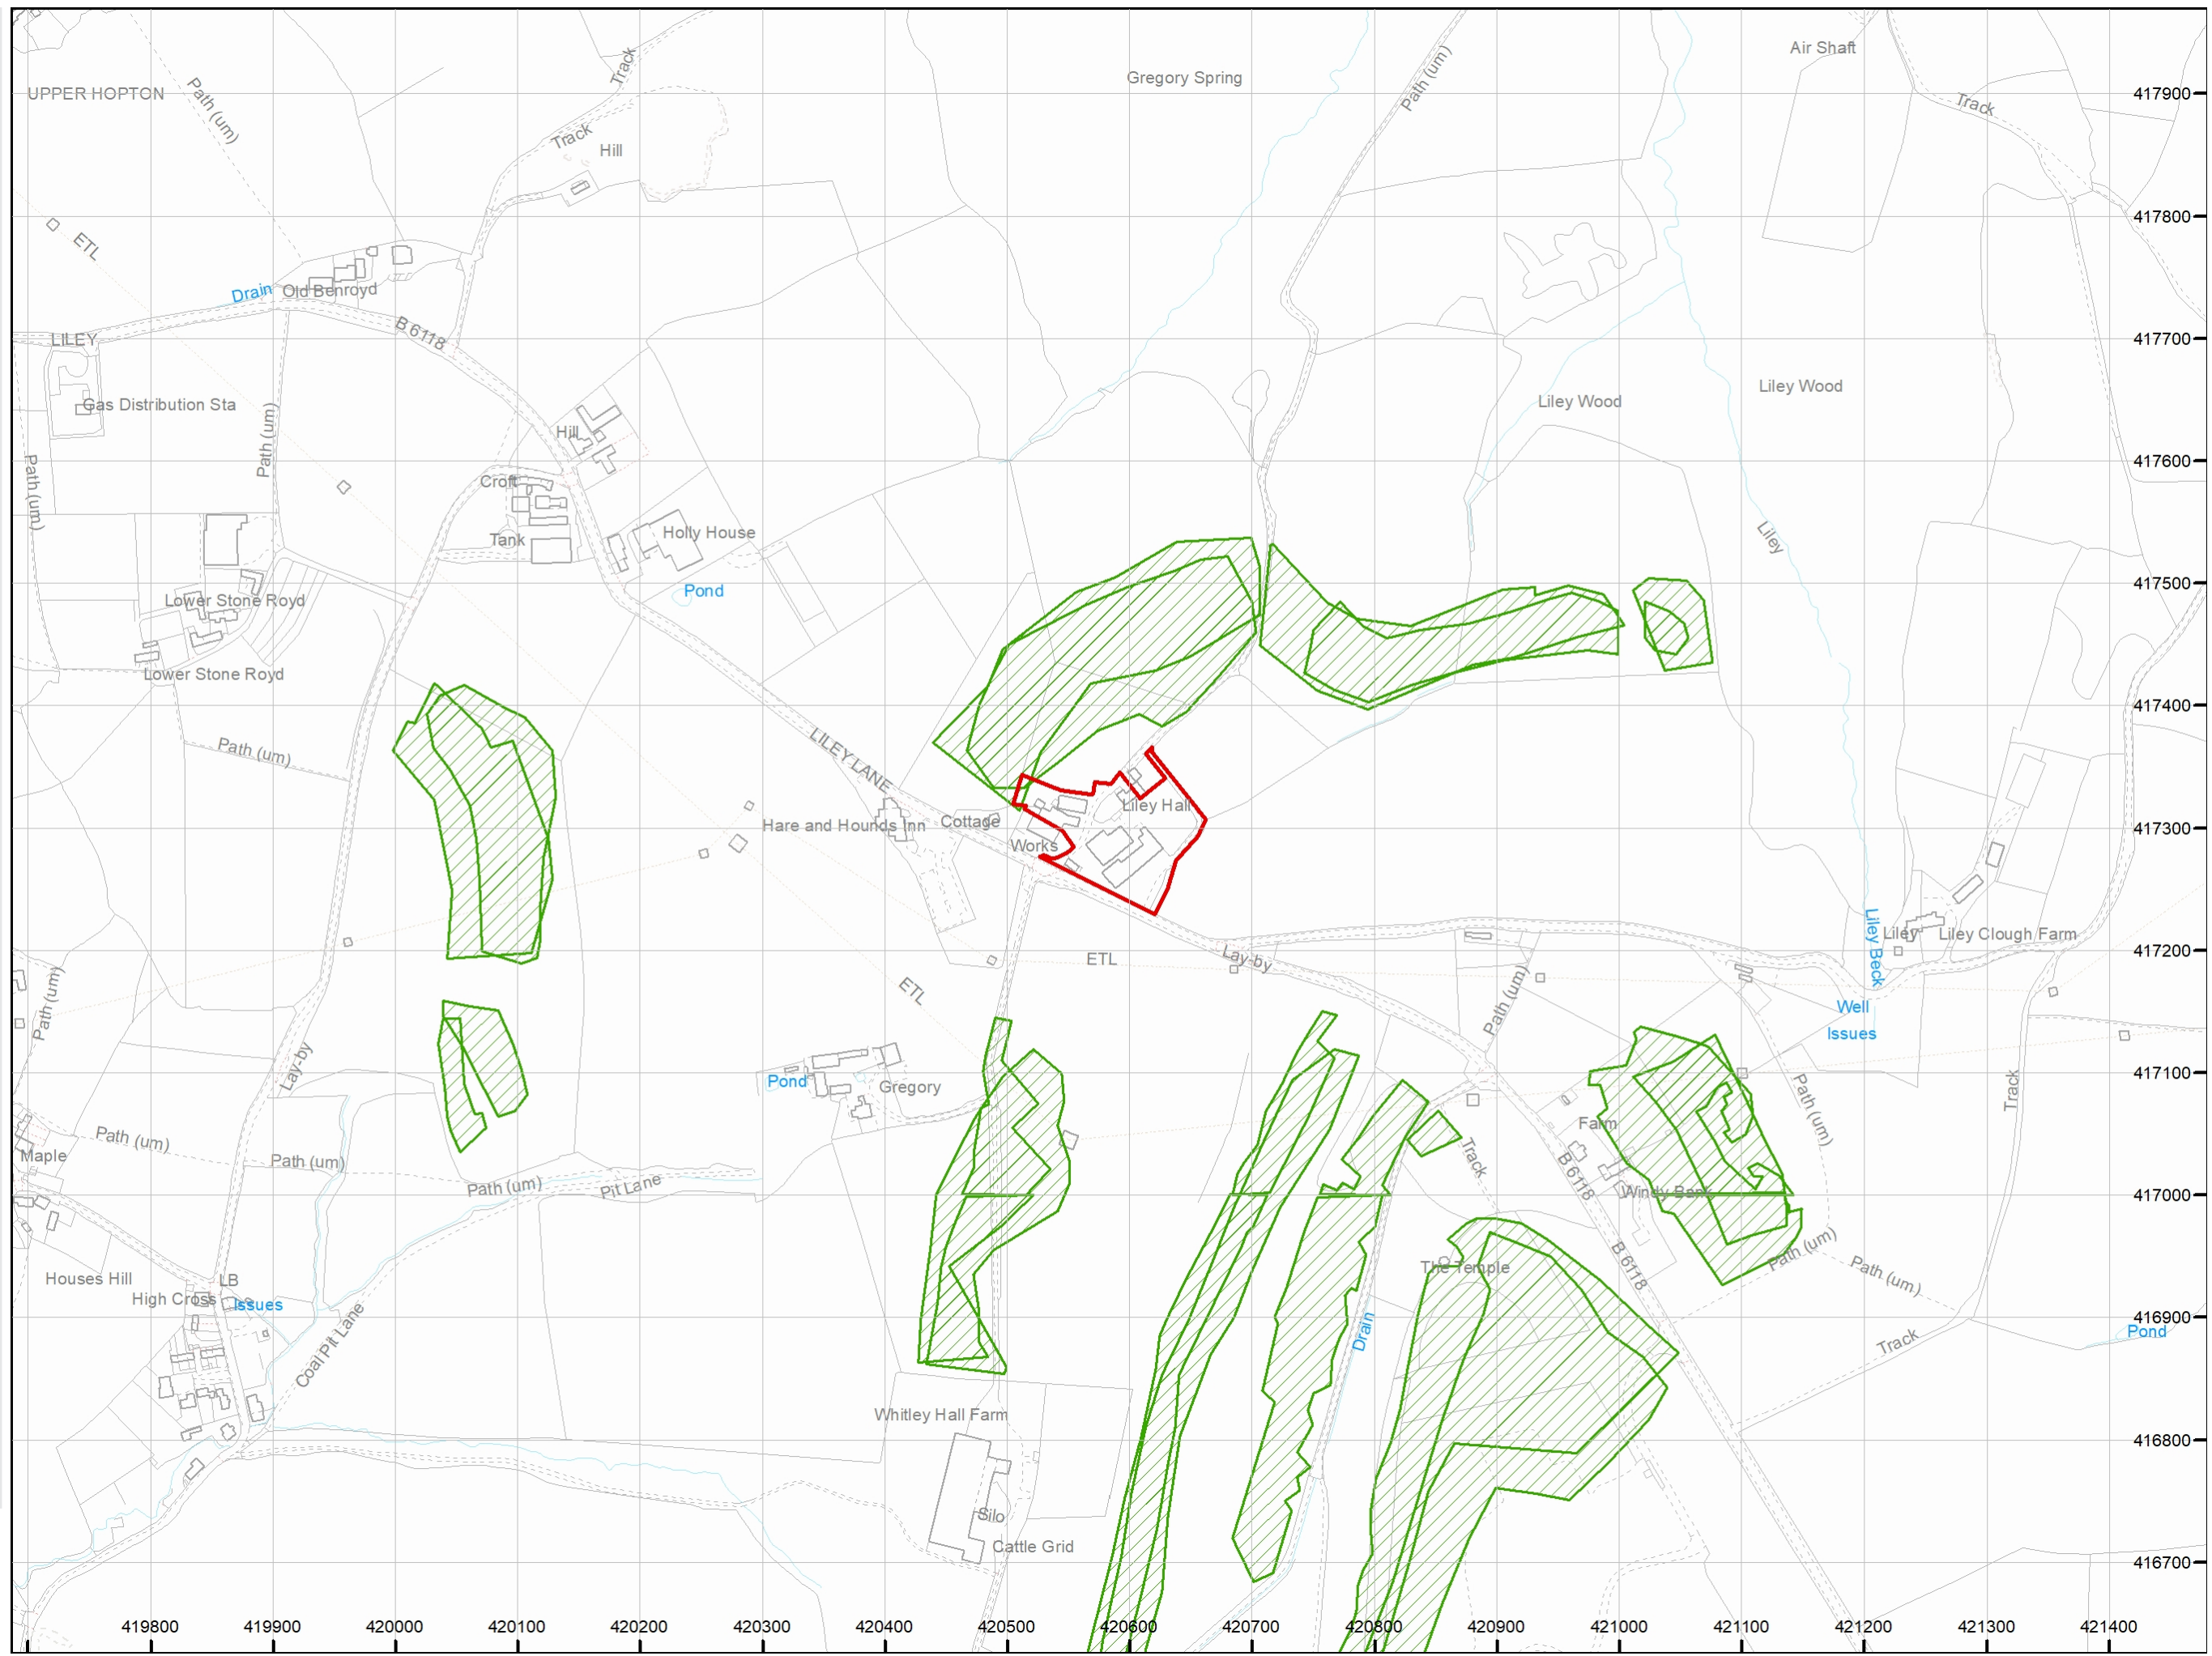 Air Shaft
Gregory Spring
Track
Path (um)
417900
UPPER HOPTON
Path (um)
Track
Track
Hill
417800
ETL
Drain
Old Benroyd
B 6118
LILEY
417700
Gas Distribution Sta
Liley Wood
Liley Wood
Path (um)
Hill
417600
Path (um)
Croft
Tank
Holly House
Liley
Pond
417500
Lower Stone Royd
Lower Stone Royd
417400
Path (um)
LILEY LANE
Liley Hall
Hare and Hounds Inn
Cottage
417300
Works
Liley Beck
Liley
Liley Clough Farm
417200
ETL
Lay-by
ETL
Path (um)
Path (um)
Well
Issues
Lay-by
Pond
Gregory
417100
Path (um)
Track
Farm
Path (um)
Maple
Path (um)
Track
B 6118
Path (um)
Pit Lane
Windy Bank
417000
Houses Hill
LB
High Cross
Issues
The Temple
B 6118
Path (um)
Path (um)
416900
Coal Pit Lane
Drain
Track
Pond
Whitley Hall Farm
416800
Silo
Cattle Grid
416700
419800
419900
420000
420100
420200
420300
420400
420500
420600
420700
420800
420900
421000
421100
421200
421300
421400